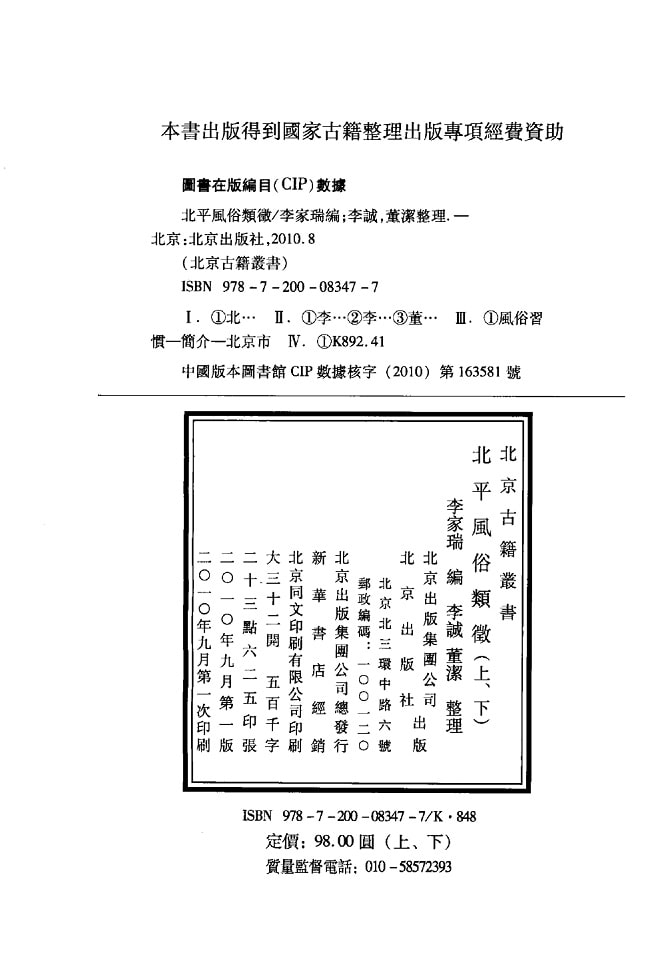 本書出版得到國家古籍整理出版專項經費資助
圖書在版編目(CIP)數據
北平風俗類徵/李家瑞編;李誠,董潔整理.—
北京:北京出版社,2010.8
(北京古籍叢書)
ISBN 978-7-200-08347-7
Ⅰ. ①北… Ⅱ. ①李…②李…③董… Ⅲ. ①風俗習
慣—簡介—北京市 Ⅳ. ①K892.41
中國版本圖書館CIP數據核字(2010)第163581號
北京古籍叢書
北平風俗類徵(上、下)
李家瑞 編 李誠 董潔 整理
北京出版集團公司
北京出版社 出版
北京北三環中路六號
郵政編碼：一〇〇一二〇
北京出版集團公司總發行
新華書店經銷
北京同文印刷有限公司印刷
大三十二開 五百千字
二十三點六二五印張
二〇一〇年九月第一版
二〇一〇年九月第一次印刷
ISBN 978-7-200-08347-7/K·848
定價: 98.00圓(上、下)
質量監督電話: 010-58572393